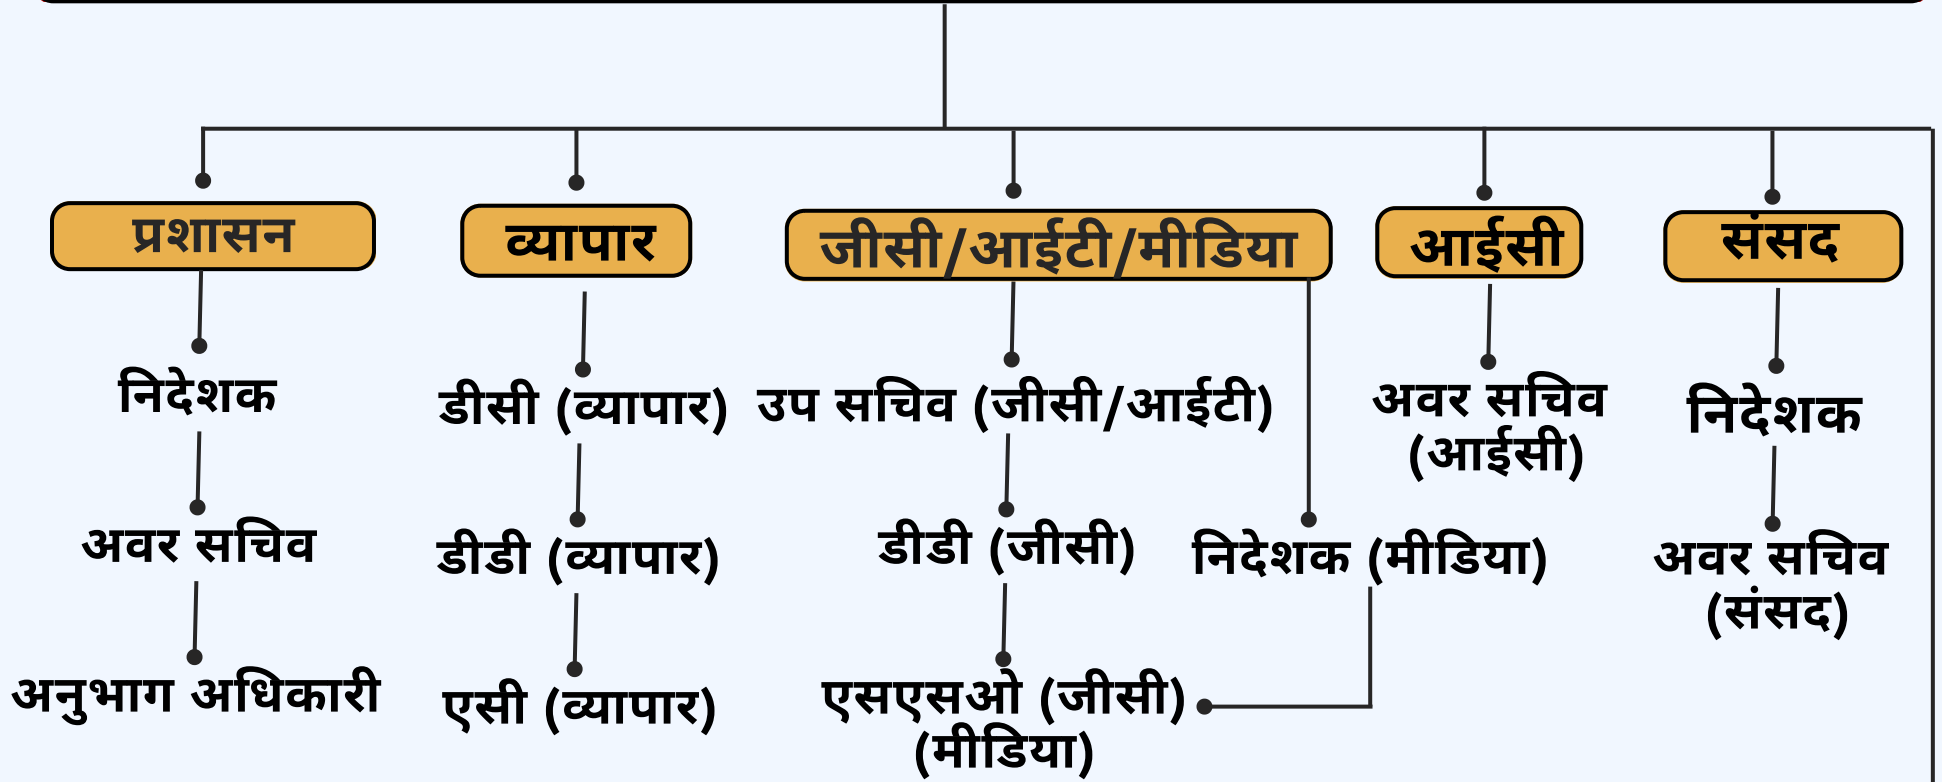 प्रशासन
व्यापार
जीसी/आईटी/मीडिया
आईसी
संसद
निदेशक
डीसी (व्यापार)
उप सचिव (जीसी/आईटी)
अवर सचिव
(आईसी)
निदेशक
अवर सचिव
डीडी (व्यापार)
डीडी (जीसी)
निदेशक (मीडिया)
अवर सचिव
(संसद)
अनुभाग अधिकारी
एसी (व्यापार)
एसएसओ (जीसी)
(मीडिया)